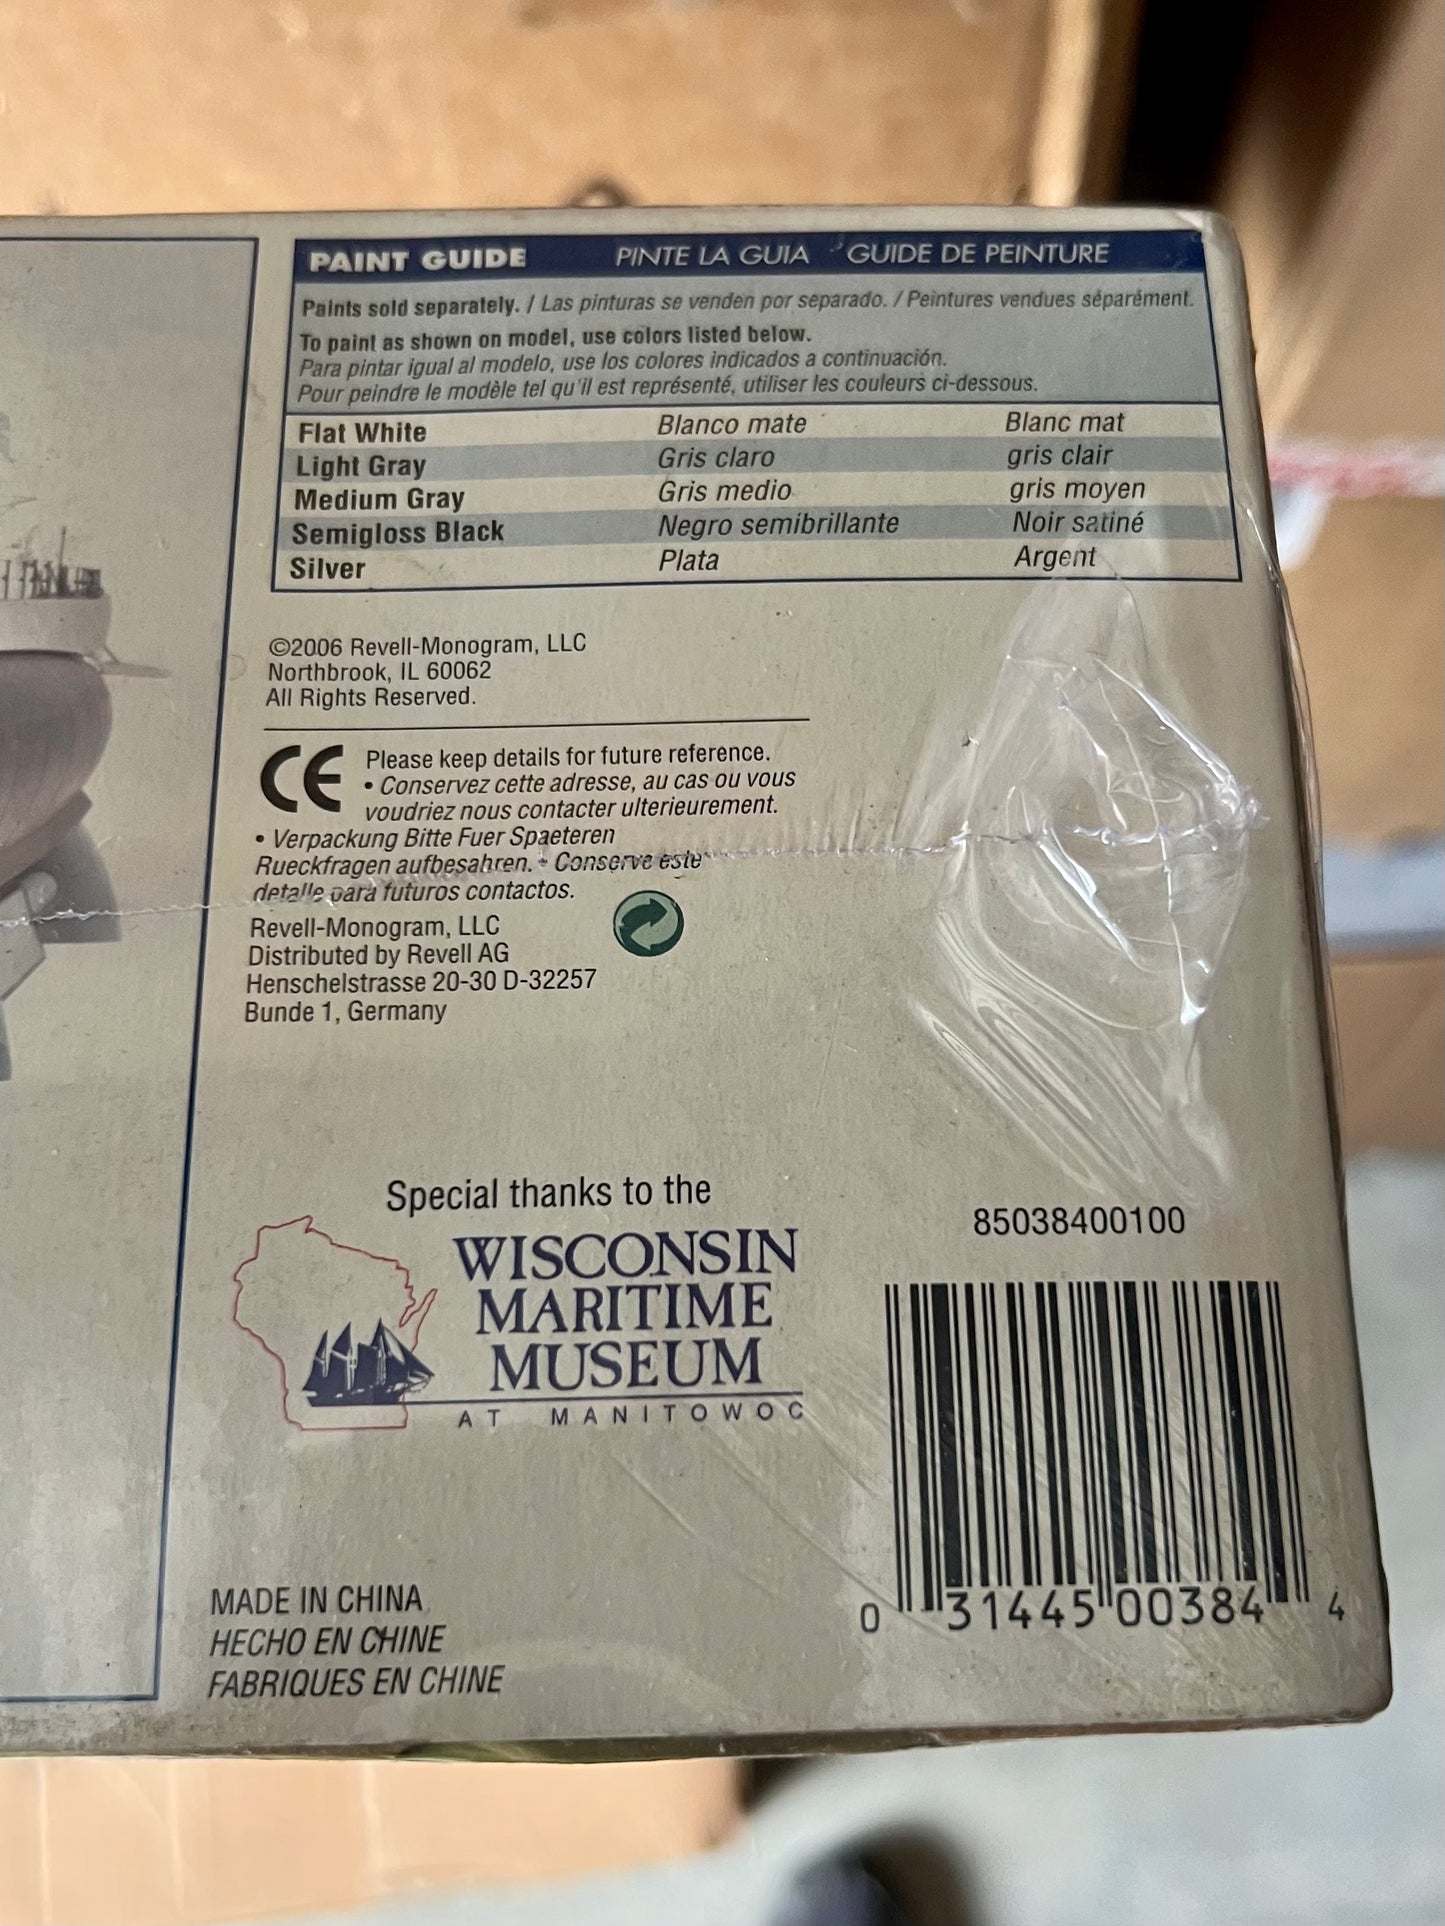 PAINT GUIDE PINTE LA GUIA GUIDE DE PEINTURE
Paints sold separately. / Las pinturas se venden por separado. / Peintures vendues séparément.
To paint as shown on model, use colors listed below.
Para pintar igual al modelo, use los colores indicados a continuación.
Pour peindre le modèle tel qu'il est représenté, utiliser les couleurs ci-dessous.
Flat White Blanco mate Blanc mat
Light Gray Gris claro gris clair
Medium Gray Gris medio gris moyen
Semigloss Black Negro semibrillante Noir satiné
Silver Plata Argent
©2006 Revell-Monogram, LLC
Northbrook, IL 60062
All Rights Reserved.
CE Please keep details for future reference.
• Conservez cette adresse, au cas ou vous
voudriez nous contacter ulterieurement.
• Verpackung Bitte Fuer Spaeteren
Rueckfragen aufbesahren. • Conserve este
detalle para futuros contactos.
Revell-Monogram, LLC
Distributed by Revell AG
Henschelstrasse 20-30 D-32257
Bunde 1, Germany
Special thanks to the
WISCONSIN
MARITIME
MUSEUM
AT MANITOWOC
85038400100
0 31445 00384 4
MADE IN CHINA
HECHO EN CHINE
FABRIQUES EN CHINE